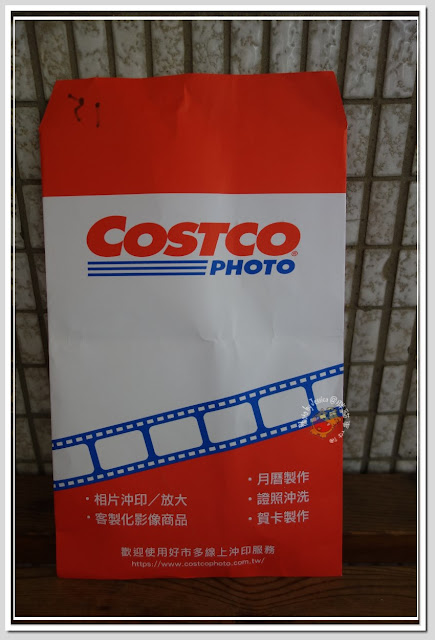 COSTCO
PHOTO
・相片沖印／放大
・客製化影像商品
・月曆製作
・證照沖洗
・賀卡製作
歡迎使用好市多線上沖印服務
https://www.costcophoto.com.tw/